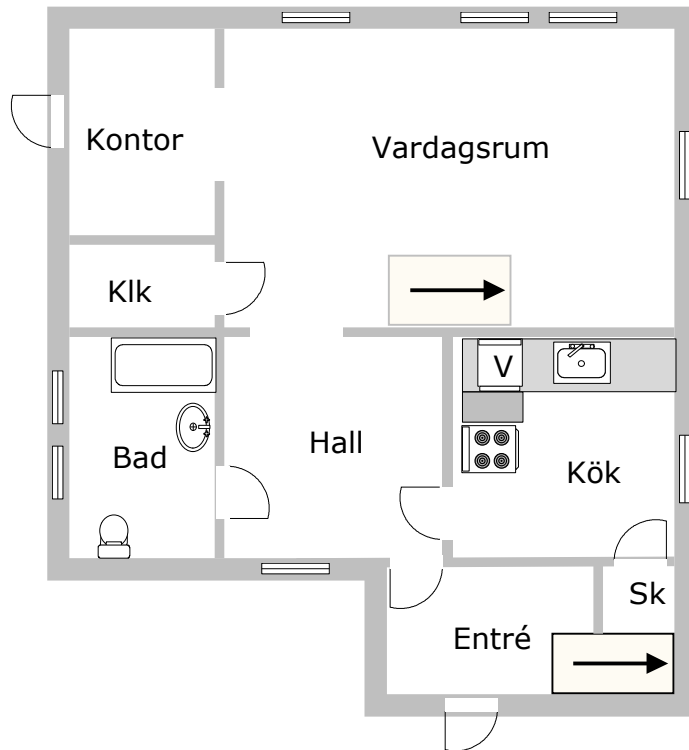 Kontor
Vardagsrum
Klk
V
Hall
Bad
Kök
Sk
Entré